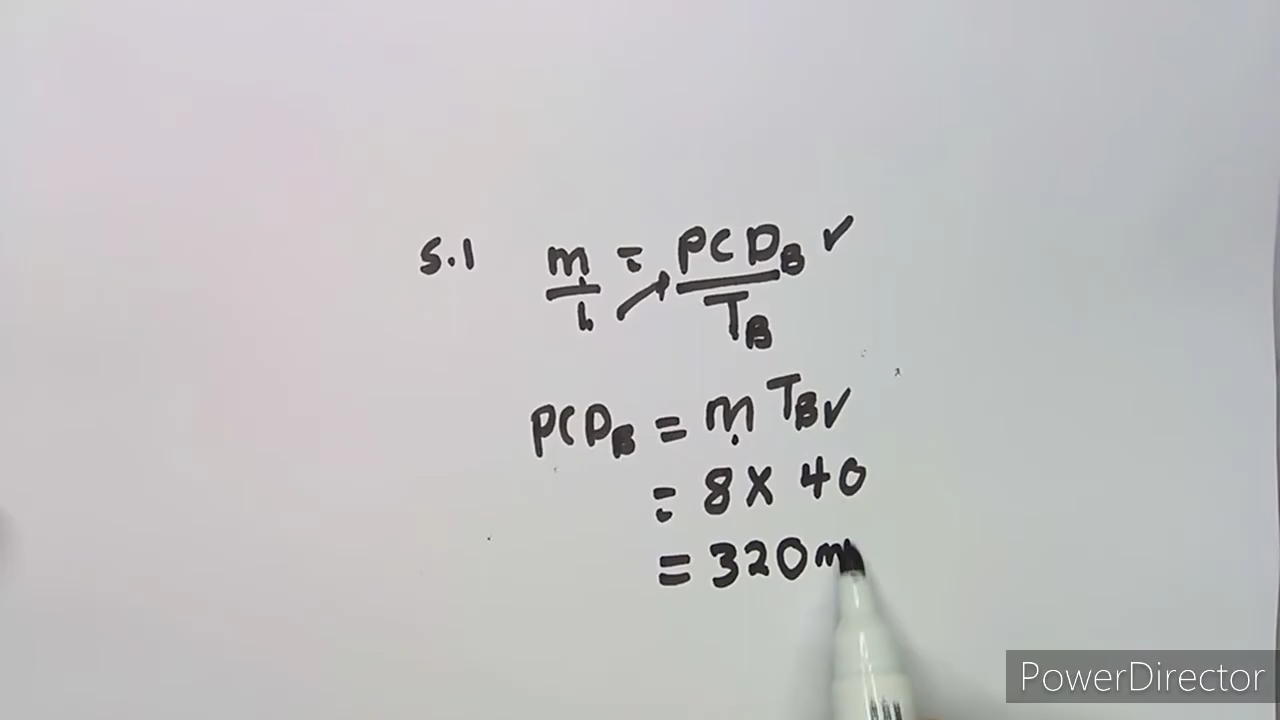 5.1 m/1 = PCD_B/T_B ✓
PCD_B = m T_B ✓
= 8 × 40
= 320m
PowerDirector